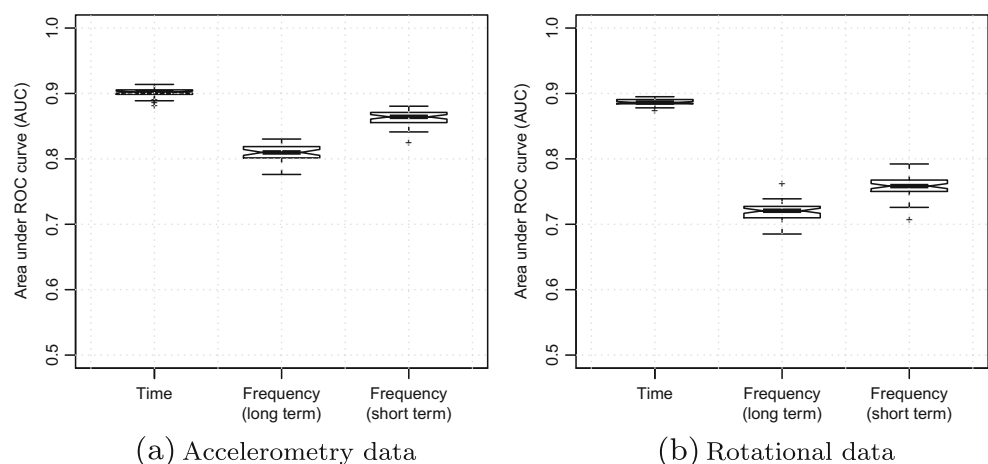 Area under ROC curve (AUC)
1.0
0.9
0.8
0.7
0.6
0.5
Time
Frequency
(long term)
Frequency
(short term)
(a) Accelerometry data
Area under ROC curve (AUC)
1.0
0.9
0.8
0.7
0.6
0.5
Time
Frequency
(long term)
Frequency
(short term)
(b) Rotational data